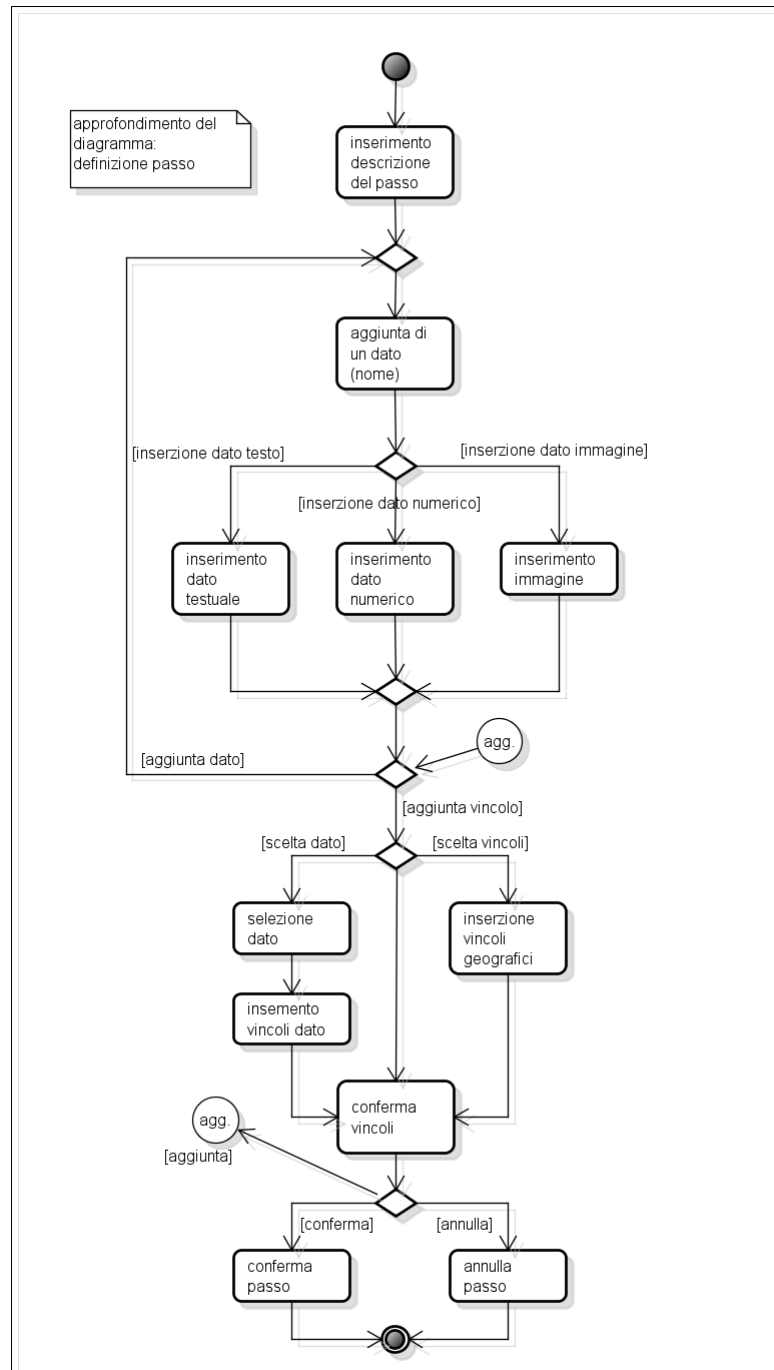 approfondimento del
diagramma:
definizione passo
inserimento
descrizione
del passo
aggiunta di
un dato
(nome)
[inserzione dato testo]
[inserzione dato immagine]
[inserzione dato numerico]
inserimento
dato
testuale
inserimento
dato
numerico
inserimento
immagine
agg.
[aggiunta dato]
[aggiunta vincolo]
[scelta dato]
[scelta vincoli]
selezione
dato
inserzione
vincoli
geografici
insemento
vincoli dato
conferma
vincoli
agg.
[aggiunta]
[conferma]
[annulla]
conferma
passo
annulla
passo